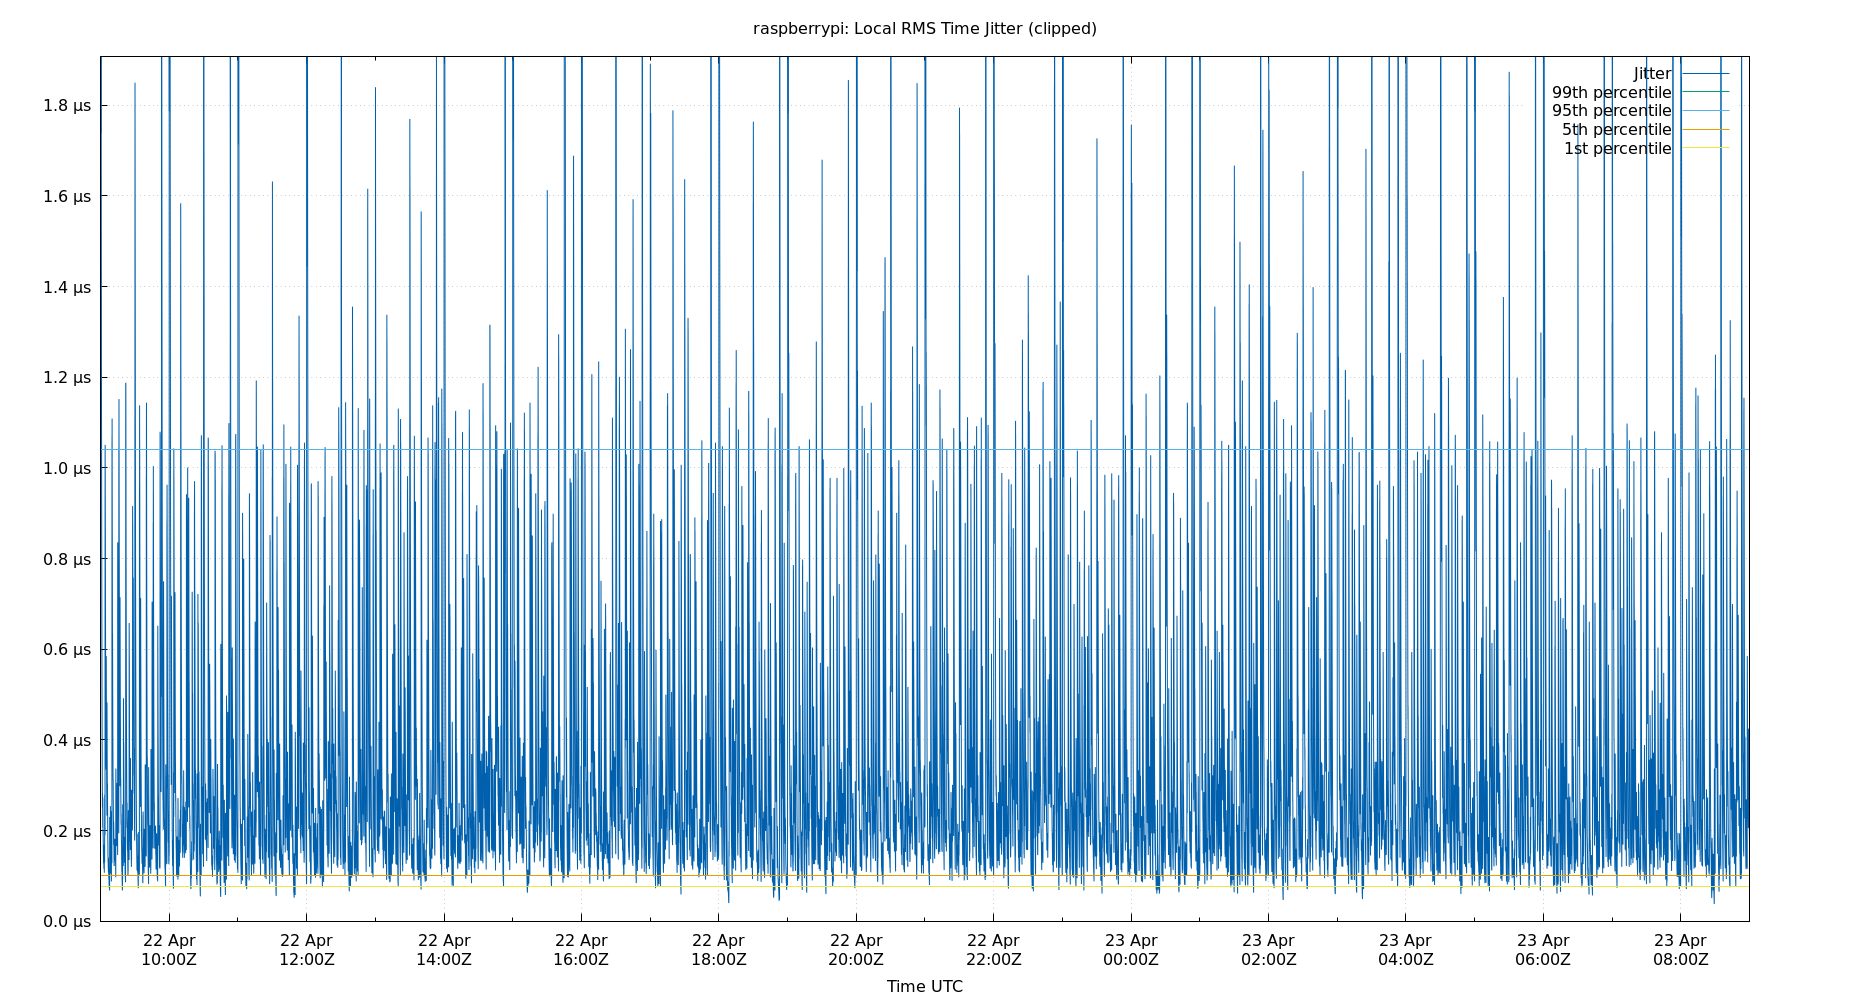 raspberrypi: Local RMS Time Jitter (clipped)
Jitter
99th percentile
95th percentile
5th percentile
1st percentile
1.8 µs
1.6 µs
1.4 µs
1.2 µs
1.0 µs
0.8 µs
0.6 µs
0.4 µs
0.2 µs
0.0 µs
22 Apr 22 Apr 22 Apr 22 Apr 22 Apr 22 Apr 22 Apr 23 Apr 23 Apr 23 Apr 23 Apr 23 Apr
10:00Z 12:00Z 14:00Z 16:00Z 18:00Z 20:00Z 22:00Z 00:00Z 02:00Z 04:00Z 06:00Z 08:00Z
Time UTC